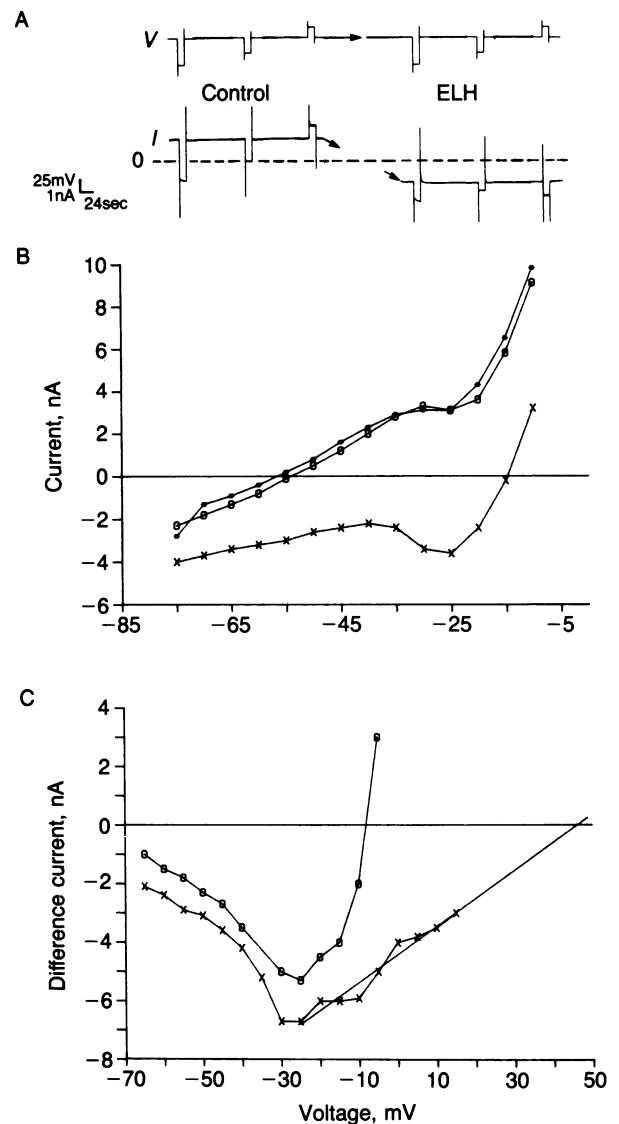 A
V
Control ELH
I
0
25mV
1nA
24sec
B
10
8
6
4
2
0
−2
−4
−6
−85 −65 −45 −25 −5
Current, nA
C
4
2
0
−2
−4
−6
−8
−70 −50 −30 −10 10 30 50
Difference current, nA
Voltage, mV